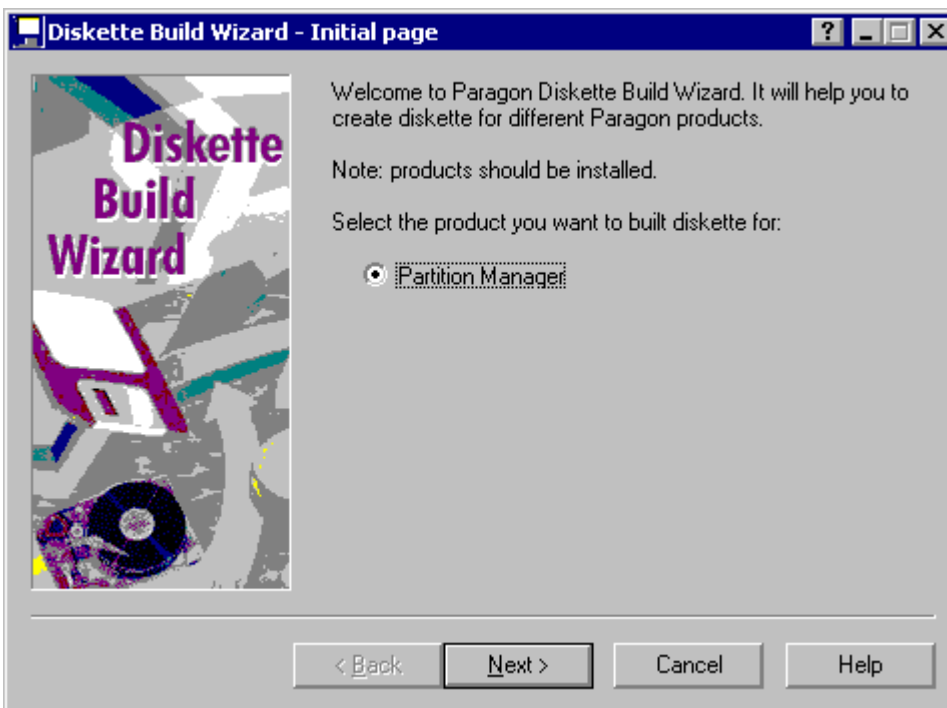 Diskette Build Wizard - Initial page
Diskette
Build
Wizard
Welcome to Paragon Diskette Build Wizard. It will help you to
create diskette for different Paragon products.
Note: products should be installed.
Select the product you want to built diskette for:
Partition Manager
< Back
Next >
Cancel
Help